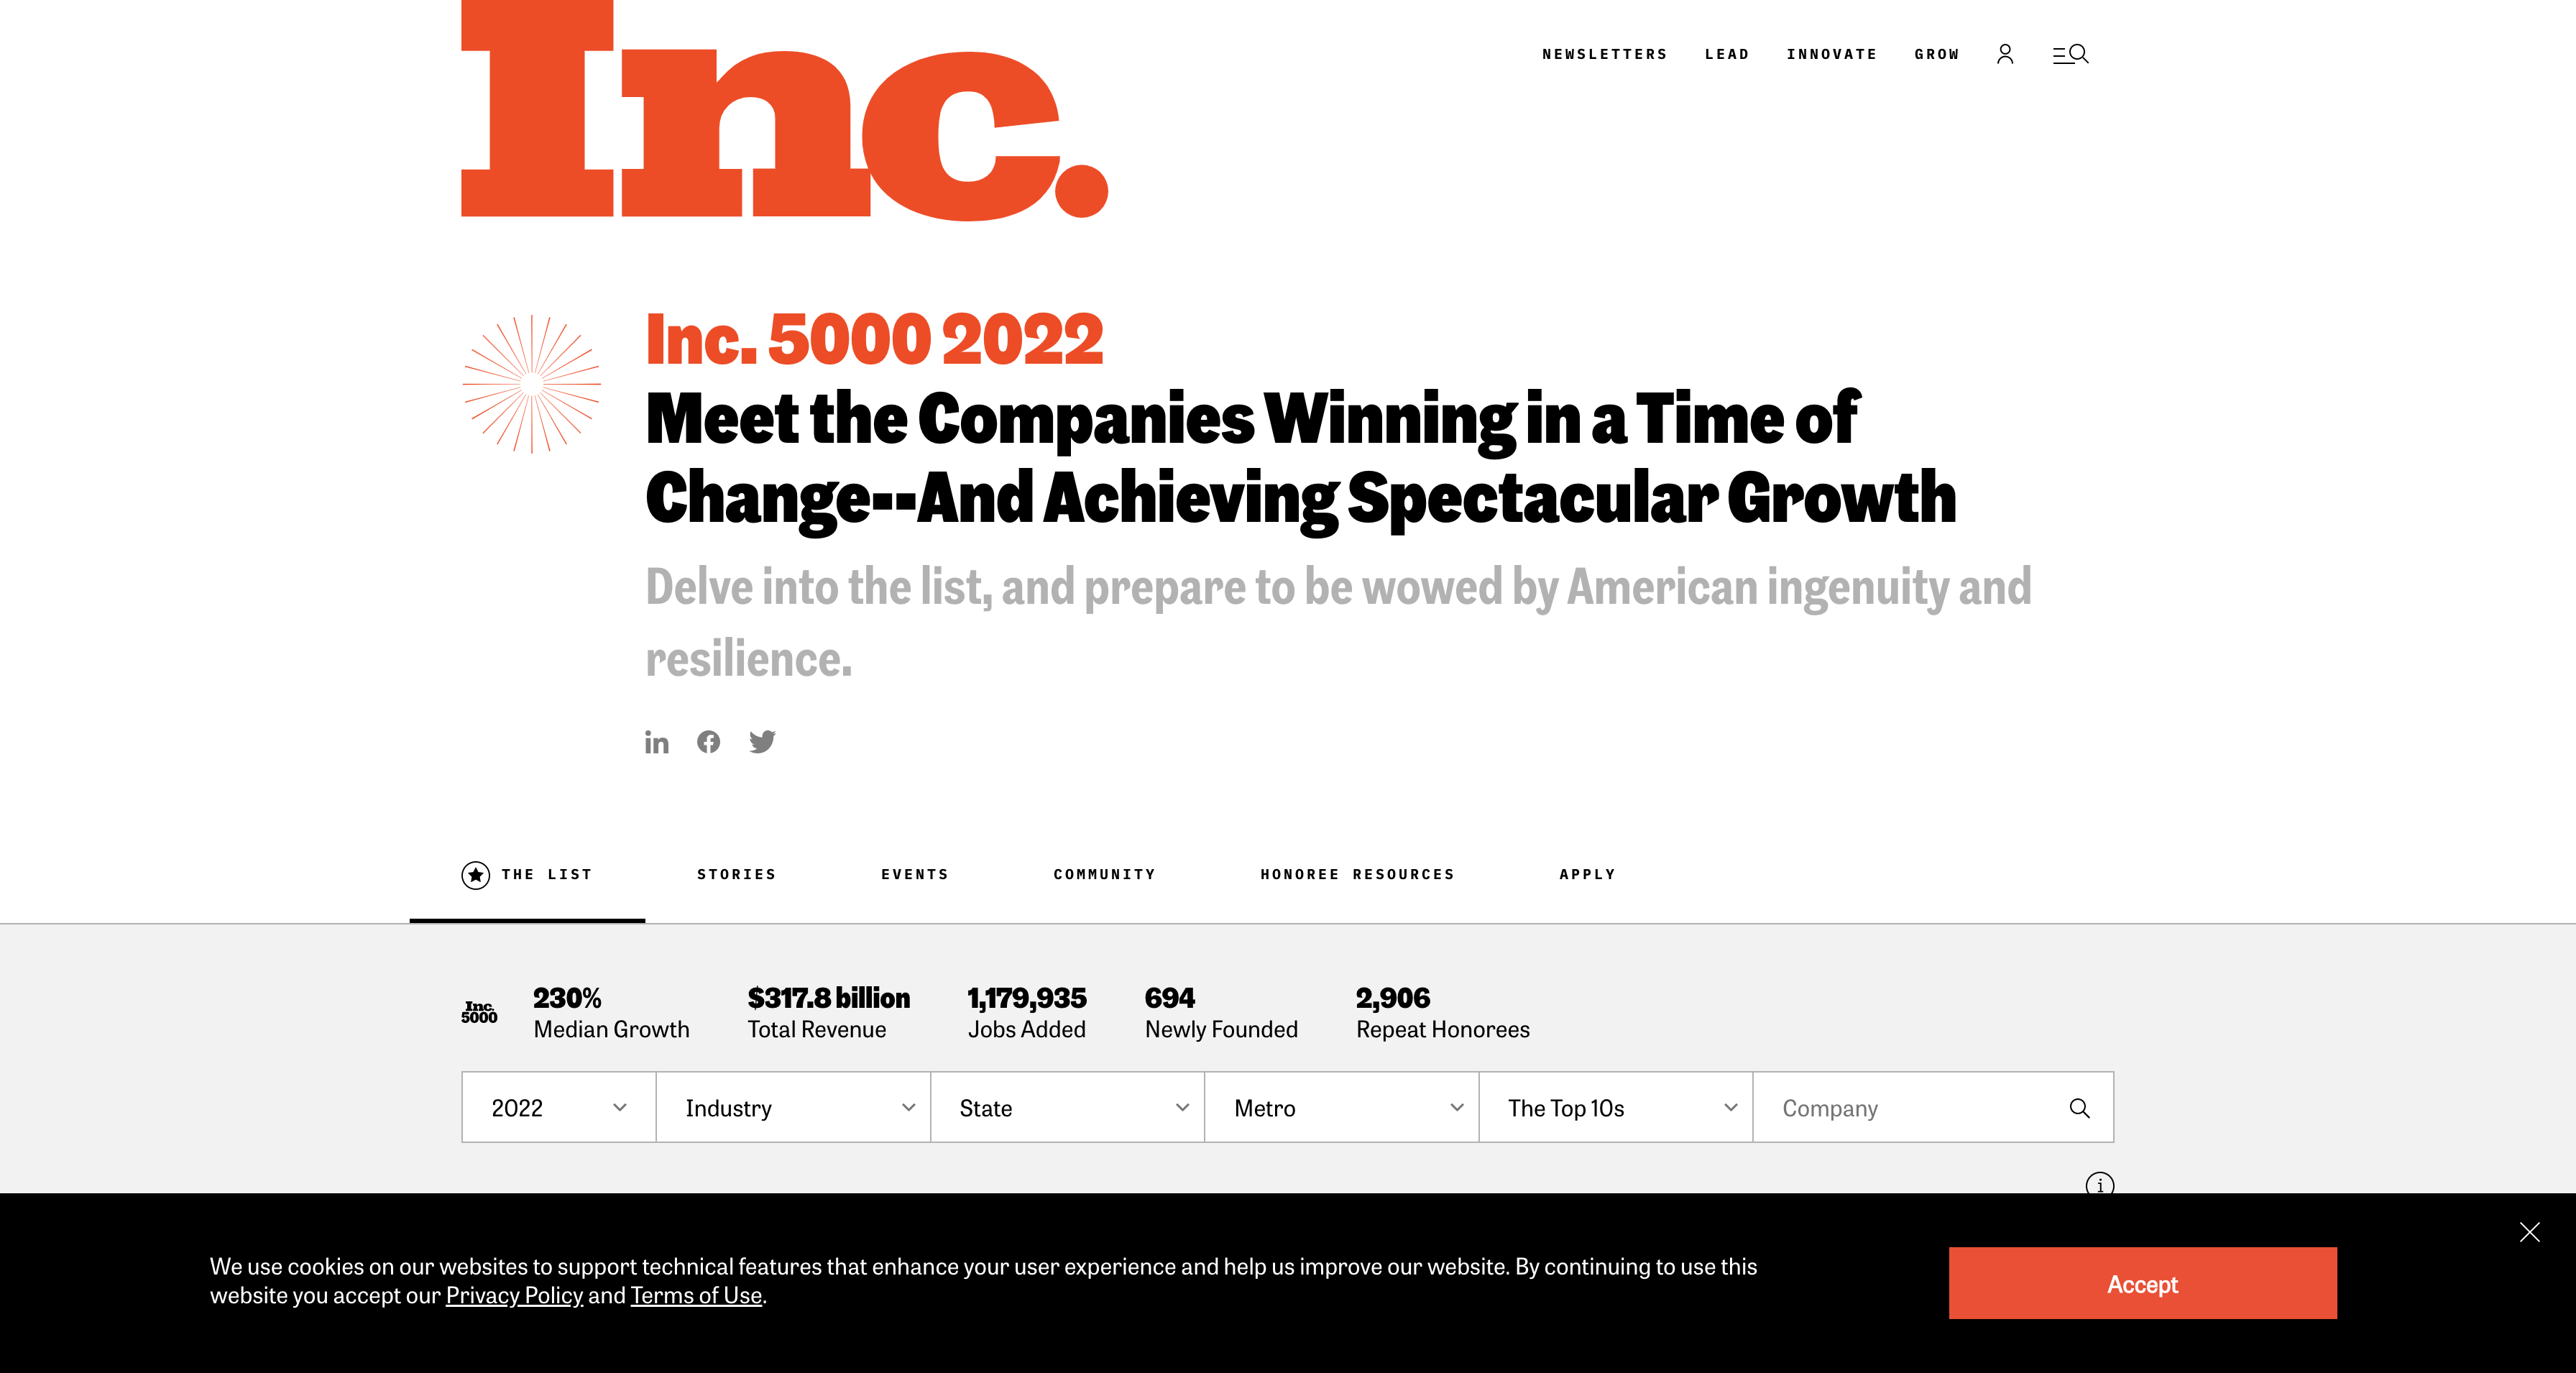 Inc.
NEWSLETTERS LEAD INNOVATE GROW
Inc. 5000 2022
Meet the Companies Winning in a Time of
Change--And Achieving Spectacular Growth
Delve into the list, and prepare to be wowed by American ingenuity and
resilience.
in
THE LIST STORIES EVENTS COMMUNITY HONOREE RESOURCES APPLY
Inc.
5000
230% $317.8 billion 1,179,935 694 2,906
Median Growth Total Revenue Jobs Added Newly Founded Repeat Honorees
2022 Industry State Metro The Top 10s Company
i
We use cookies on our websites to support technical features that enhance your user experience and help us improve our website. By continuing to use this
website you accept our Privacy Policy and Terms of Use.
Accept